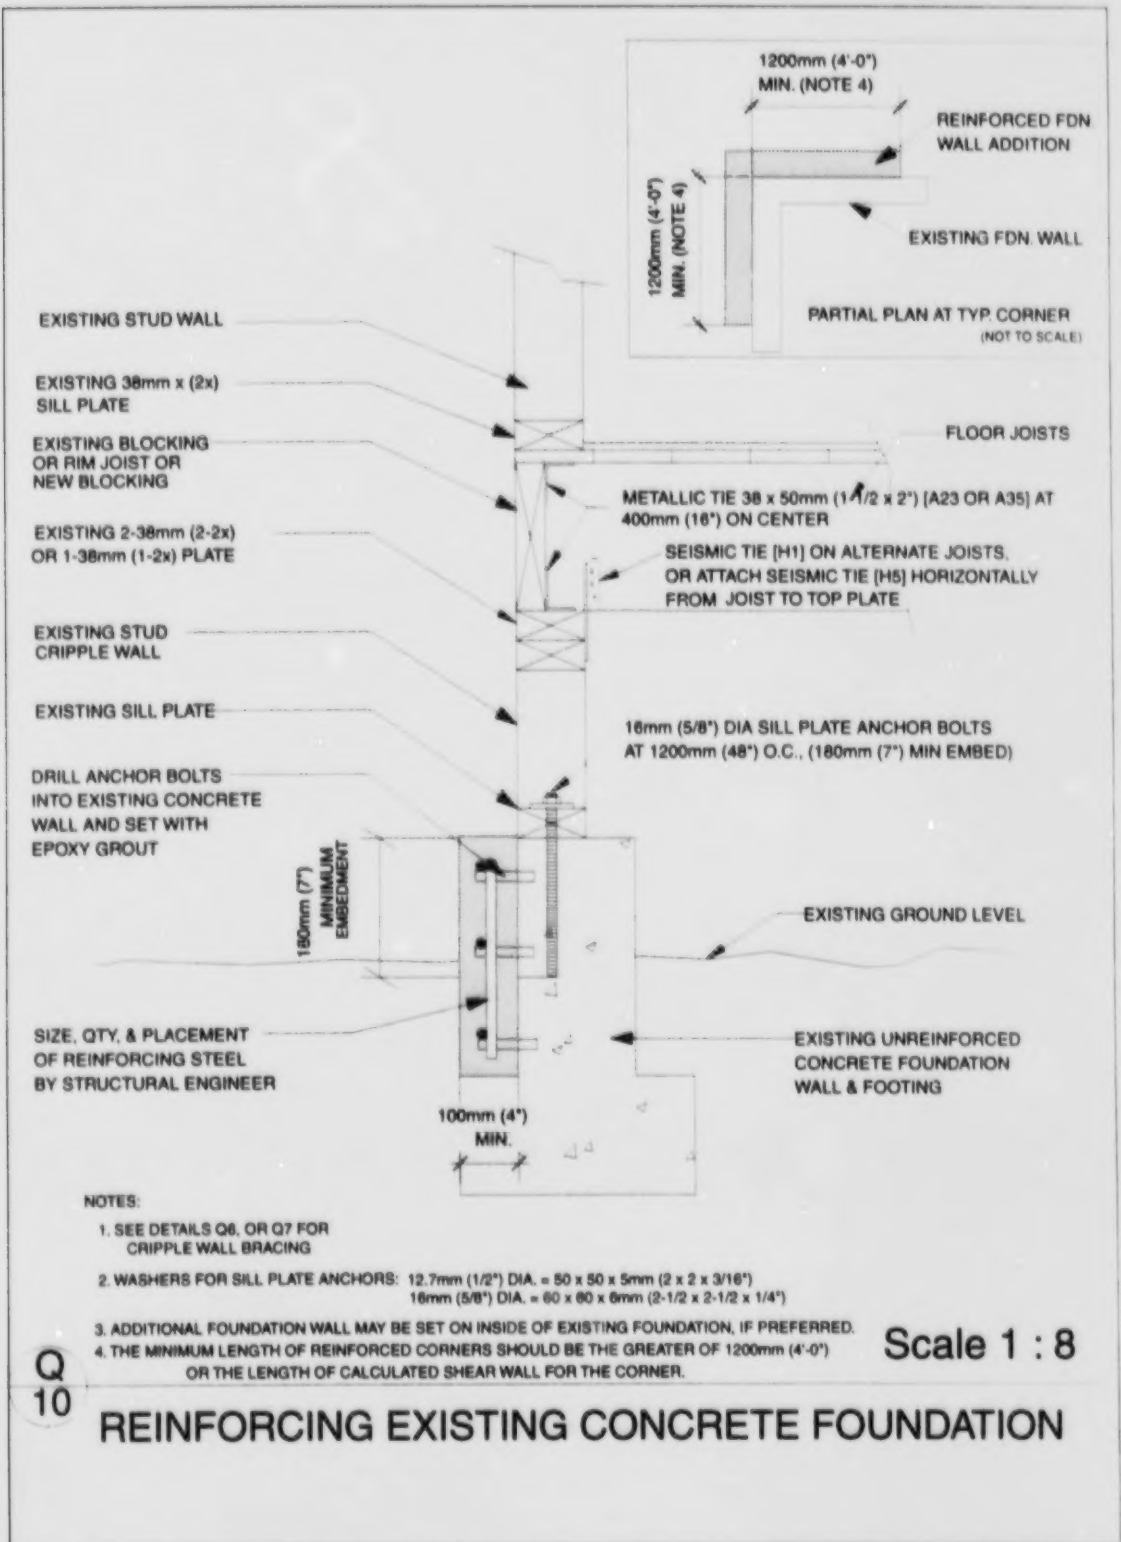 1200mm (4'-0")
MIN. (NOTE 4)
REINFORCED FDN.
WALL ADDITION
1200mm (4'-0")
MIN. (NOTE 4)
EXISTING FDN. WALL
PARTIAL PLAN AT TYP. CORNER
(NOT TO SCALE)
EXISTING STUD WALL
EXISTING 38mm x (2x)
SILL PLATE
EXISTING BLOCKING
OR RIM JOIST OR
NEW BLOCKING
EXISTING 2-38mm (2-2x)
OR 1-38mm (1-2x) PLATE
EXISTING STUD
CRIPPLE WALL
EXISTING SILL PLATE
DRILL ANCHOR BOLTS
INTO EXISTING CONCRETE
WALL AND SET WITH
EPOXY GROUT
FLOOR JOISTS
METALLIC TIE 38 x 50mm (1-1/2 x 2") [A23 OR A35] AT
400mm (16") ON CENTER
SEISMIC TIE [H1] ON ALTERNATE JOISTS,
OR ATTACH SEISMIC TIE [H5] HORIZONTALLY
FROM JOIST TO TOP PLATE
16mm (5/8") DIA SILL PLATE ANCHOR BOLTS
AT 1200mm (48") O.C., (180mm (7") MIN EMBED)
180mm (7")
MINIMUM
EMBEDMENT
EXISTING GROUND LEVEL
SIZE, QTY, & PLACEMENT
OF REINFORCING STEEL
BY STRUCTURAL ENGINEER
EXISTING UNREINFORCED
CONCRETE FOUNDATION
WALL & FOOTING
100mm (4")
MIN.
NOTES:
1. SEE DETAILS Q6, OR Q7 FOR
CRIPPLE WALL BRACING
2. WASHERS FOR SILL PLATE ANCHORS: 12.7mm (1/2") DIA. = 50 x 50 x 5mm (2 x 2 x 3/16")
16mm (5/8") DIA. = 60 x 60 x 6mm (2-1/2 x 2-1/2 x 1/4")
3. ADDITIONAL FOUNDATION WALL MAY BE SET ON INSIDE OF EXISTING FOUNDATION, IF PREFERRED.
4. THE MINIMUM LENGTH OF REINFORCED CORNERS SHOULD BE THE GREATER OF 1200mm (4'-0")
OR THE LENGTH OF CALCULATED SHEAR WALL FOR THE CORNER.
Scale 1 : 8
Q
10
REINFORCING EXISTING CONCRETE FOUNDATION